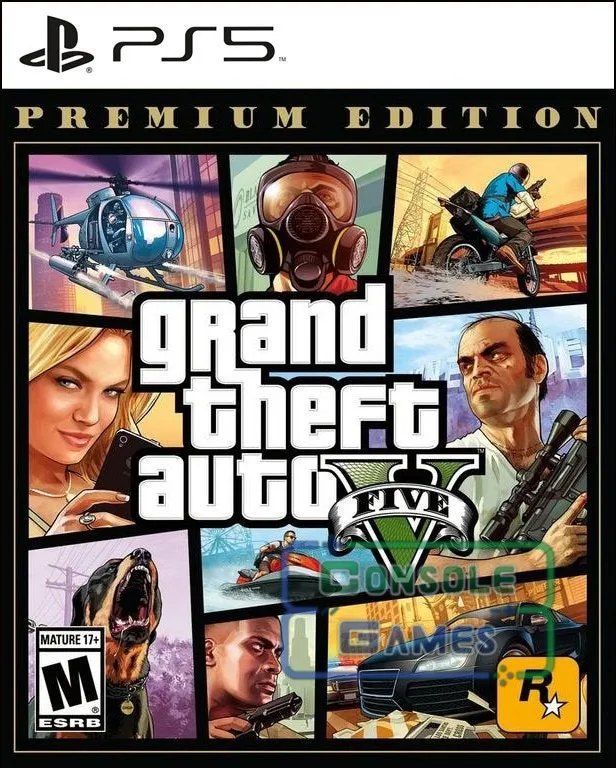 PS5
PREMIUM EDITION
grand
theft
auto
FIVE
CONSOLE
GAMES
MATURE 17+
M
ESRB
R